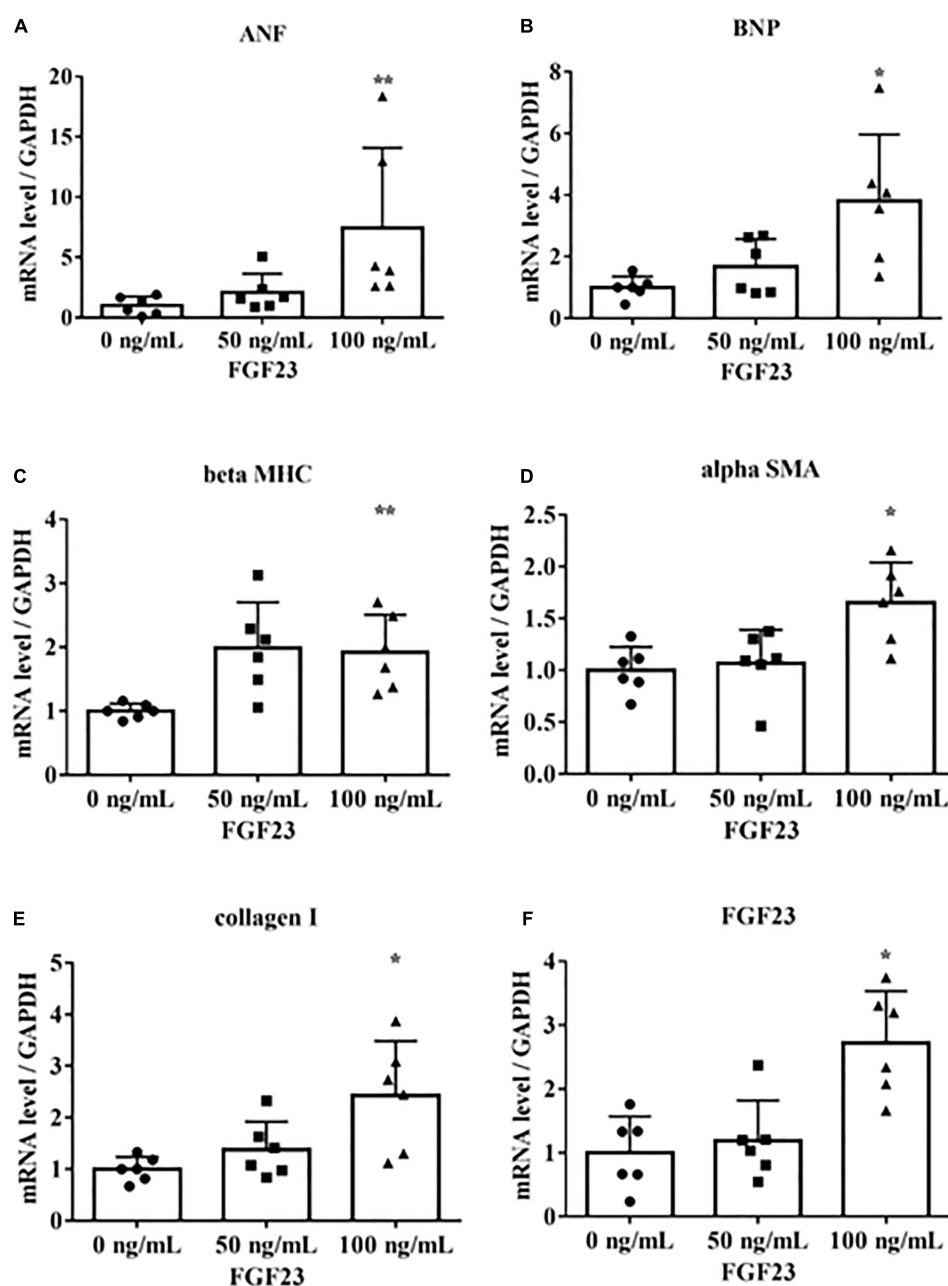 A
ANF
mRNA level / GAPDH
20
15
10
5
0
**
0 ng/mL 50 ng/mL 100 ng/mL
FGF23
B
BNP
mRNA level / GAPDH
8
6
4
2
0
*
0 ng/mL 50 ng/mL 100 ng/mL
FGF23
C
beta MHC
mRNA level / GAPDH
4
3
2
1
0
**
0 ng/mL 50 ng/mL 100 ng/mL
FGF23
D
alpha SMA
mRNA level / GAPDH
2.5
2.0
1.5
1.0
0.5
0.0
*
0 ng/mL 50 ng/mL 100 ng/mL
FGF23
E
collagen I
mRNA level / GAPDH
5
4
3
2
1
0
*
0 ng/mL 50 ng/mL 100 ng/mL
FGF23
F
FGF23
mRNA level / GAPDH
4
3
2
1
0
*
0 ng/mL 50 ng/mL 100 ng/mL
FGF23